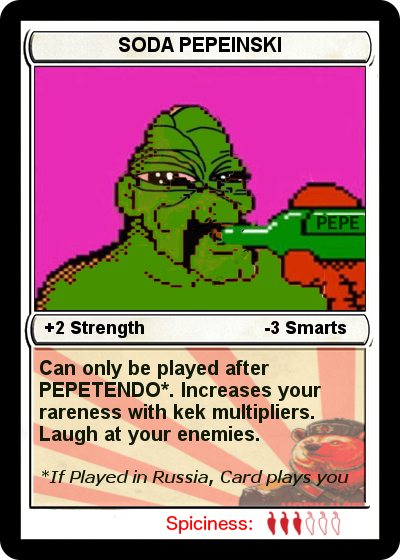 SODA PEPEINSKI
PEPE
+2 Strength -3 Smarts
Can only be played after
PEPETENDO*. Increases your
rareness with kek multipliers.
Laugh at your enemies.
*If Played in Russia, Card plays you
Spiciness: